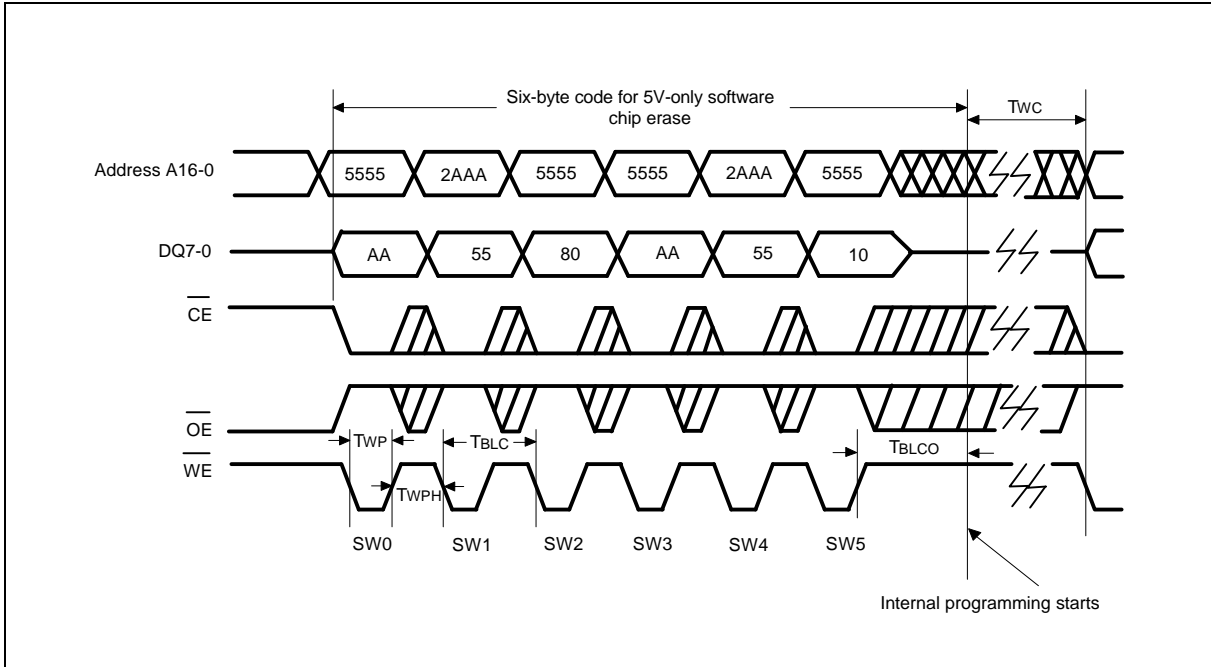 Six-byte code for 5V-only software
chip erase
TWC
Address A16-0
5555
2AAA
5555
5555
2AAA
5555
DQ7-0
AA
55
80
AA
55
10
CE
OE
TWP
TBLC
TBLCO
WE
TWPH
SW0
SW1
SW2
SW3
SW4
SW5
Internal programming starts